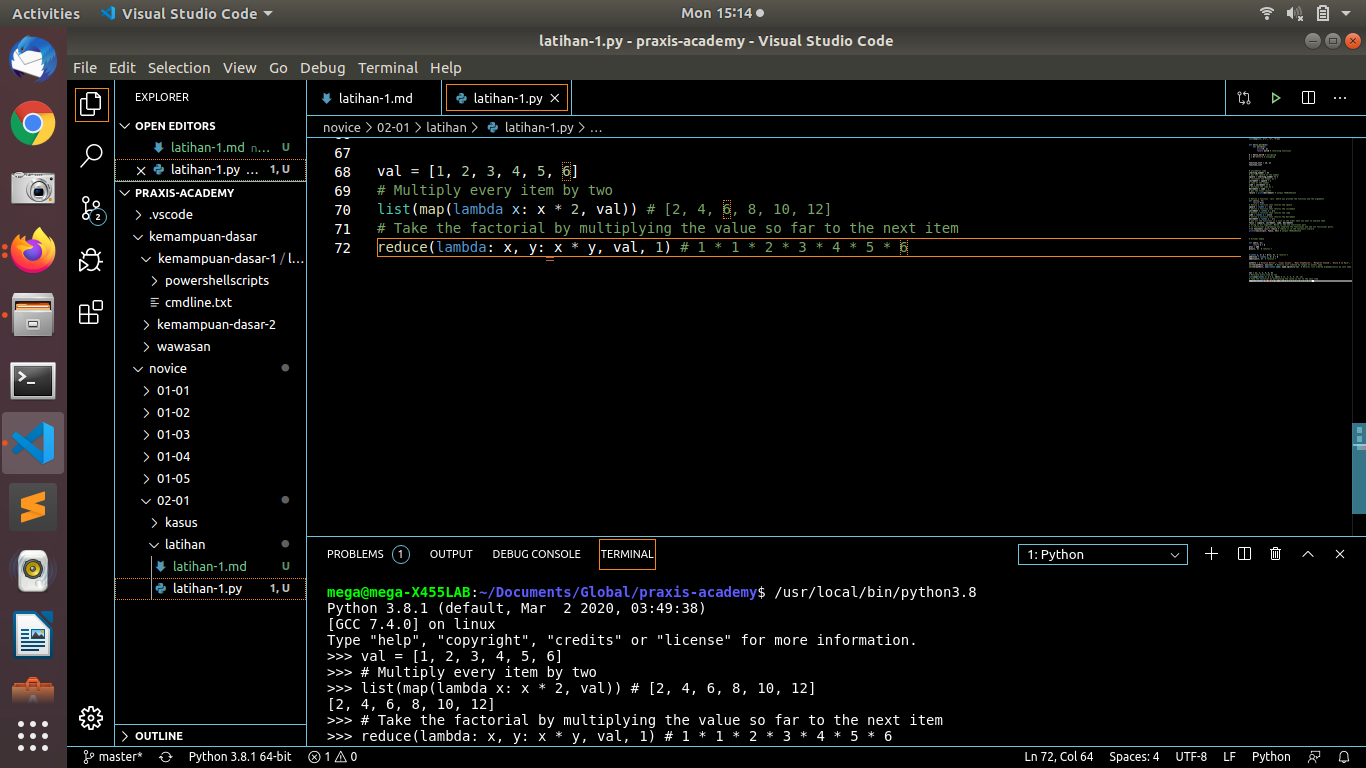 Activities Visual Studio Code Mon 15:14
latihan-1.py - praxis-academy - Visual Studio Code
File Edit Selection View Go Debug Terminal Help
EXPLORER
OPEN EDITORS
latihan-1.md n... U
latihan-1.py ... 1, U
PRAXIS-ACADEMY
.vscode
kemampuan-dasar
kemampuan-dasar-1 / l...
powershellscripts
cmdline.txt
kemampuan-dasar-2
wawasan
novice
01-01
01-02
01-03
01-04
01-05
02-01
kasus
latihan
latihan-1.md U
latihan-1.py 1, U
OUTLINE
2
latihan-1.md latihan-1.py
novice > 02-01 > latihan > latihan-1.py > ...
67
68 val = [1, 2, 3, 4, 5, 6]
69 # Multiply every item by two
70 list(map(lambda x: x * 2, val)) # [2, 4, 6, 8, 10, 12]
71 # Take the factorial by multiplying the value so far to the next item
72 reduce(lambda: x, y: x * y, val, 1) # 1 * 1 * 2 * 3 * 4 * 5 * 6
PROBLEMS 1 OUTPUT DEBUG CONSOLE TERMINAL 1: Python
mega@mega-X455LAB:~/Documents/Global/praxis-academy$ /usr/local/bin/python3.8
Python 3.8.1 (default, Mar  2 2020, 03:49:38)
[GCC 7.4.0] on linux
Type "help", "copyright", "credits" or "license" for more information.
>>> val = [1, 2, 3, 4, 5, 6]
>>> # Multiply every item by two
>>> list(map(lambda x: x * 2, val)) # [2, 4, 6, 8, 10, 12]
[2, 4, 6, 8, 10, 12]
>>> # Take the factorial by multiplying the value so far to the next item
>>> reduce(lambda: x, y: x * y, val, 1) # 1 * 1 * 2 * 3 * 4 * 5 * 6
master* Python 3.8.1 64-bit 1 0 Ln 72, Col 64 Spaces: 4 UTF-8 LF Python